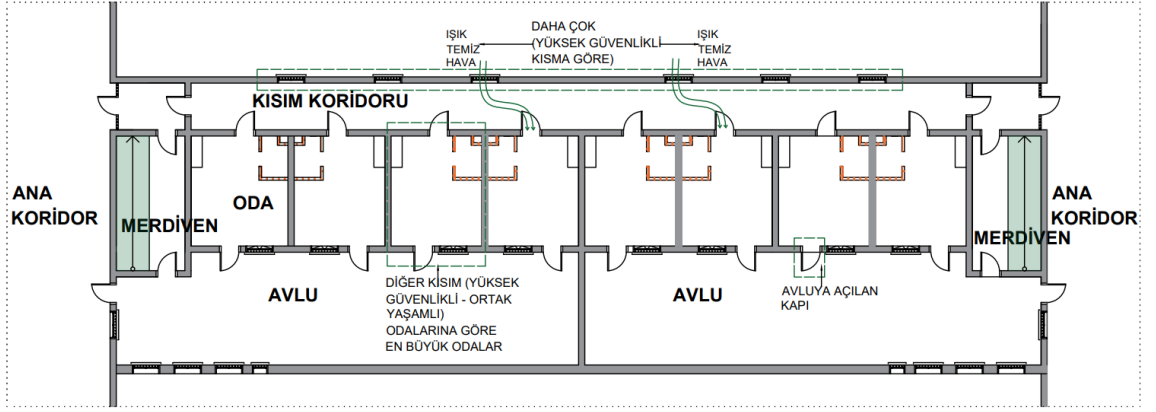 IŞIK
TEMİZ
HAVA
DAHA ÇOK
(YÜKSEK GÜVENLİKLİ
KISMA GÖRE)
IŞIK
TEMİZ
HAVA
KISIM KORİDORU
ANA
KORİDOR
MERDİVEN
ODA
ANA
KORİDOR
MERDİVEN
AVLU
DİĞER KISIM (YÜKSEK
GÜVENLİKLİ - ORTAK
YAŞAMLI)
ODALARINA GÖRE
EN BÜYÜK ODALAR
AVLU
AVLUYA AÇILAN
KAPI